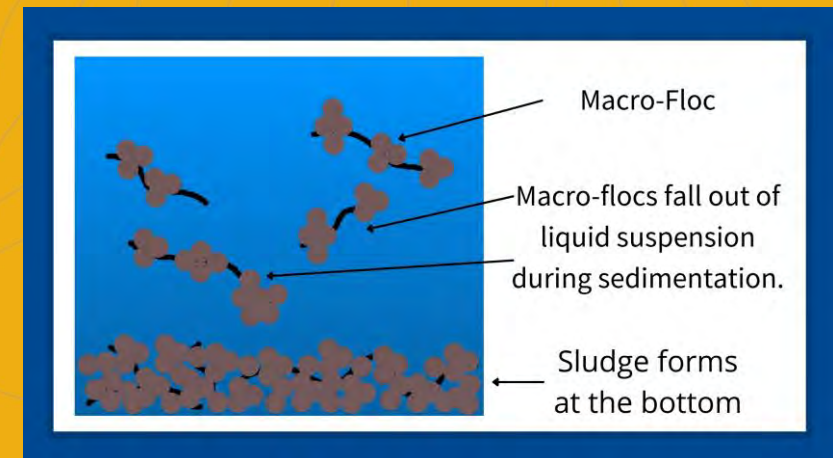 Macro-Floc
Macro-flocs fall out of
liquid suspension
during sedimentation.
Sludge forms
at the bottom